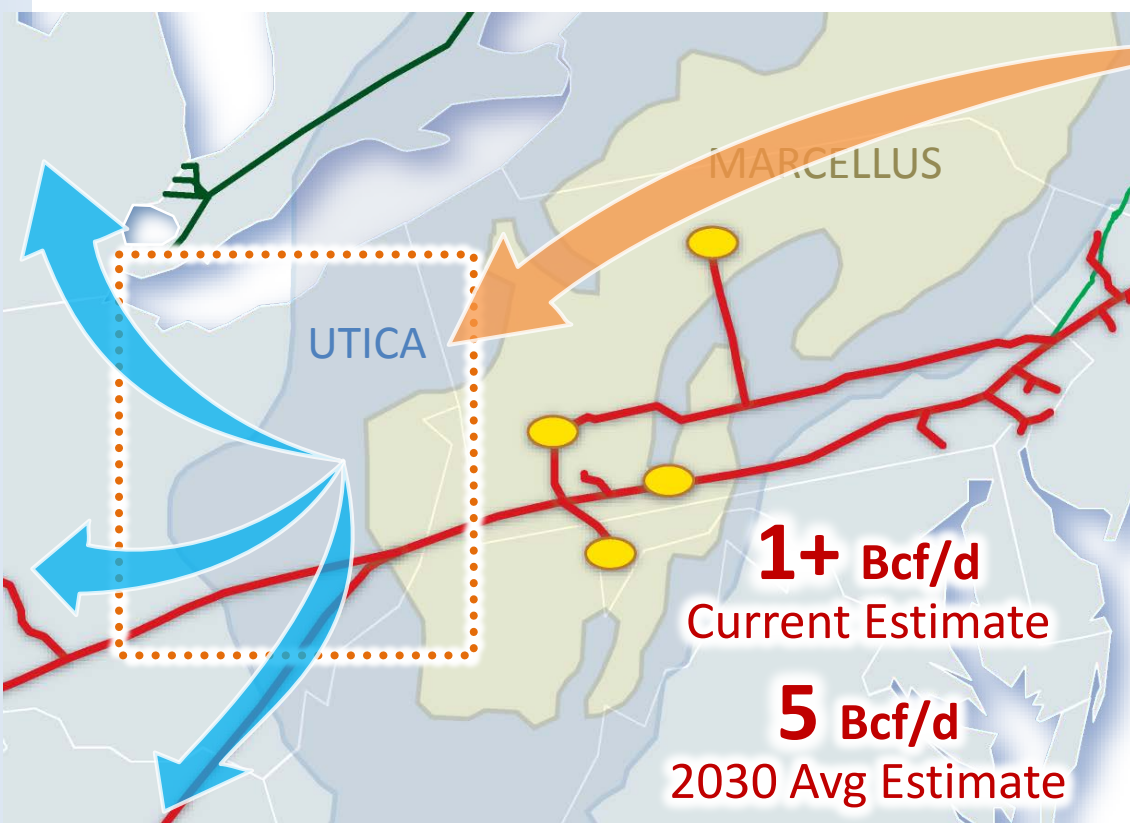 MARCELLUS
UTICA
1+ Bcf/d
Current Estimate
5 Bcf/d
2030 Avg Estimate